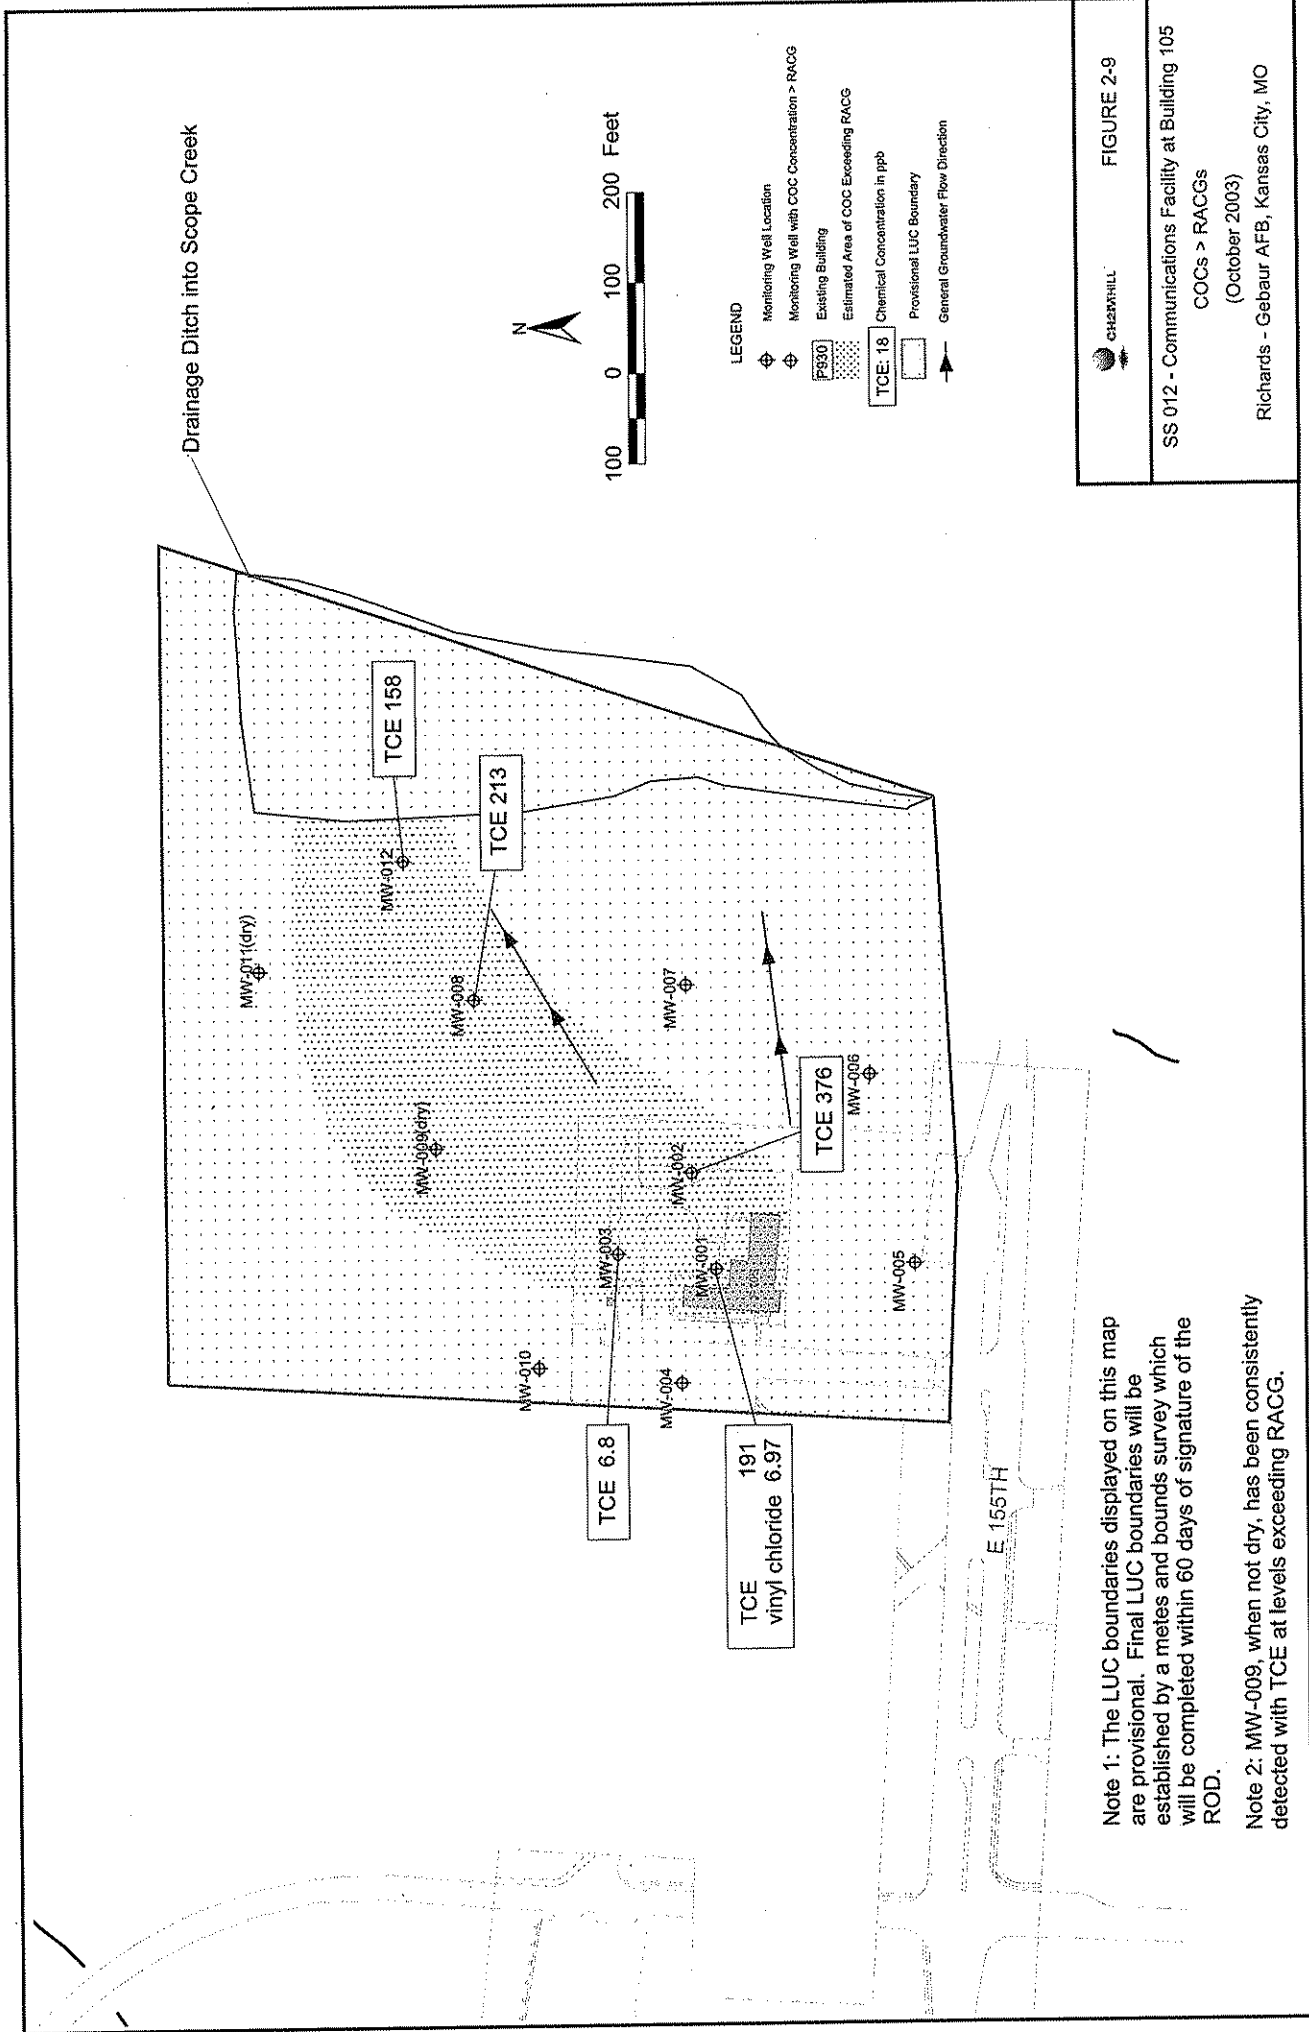 Drainage Ditch into Scope Creek
MW-011(dry)
MW-012
TCE 158
MW-008
TCE 213
MW-009(dry)
MW-007
MW-010
MW-003
MW-002
TCE 376
MW-006
MW-004
MW-001
MW-005
TCE 6.8
TCE 191
vinyl chloride 6.97
E 155TH
N
100 0 100 200 Feet
LEGEND
Monitoring Well Location
Monitoring Well with COC Concentration > RACG
P930 Existing Building
Estimated Area of COC Exceeding RACG
TCE: 18 Chemical Concentration in ppb
Provisional LUC Boundary
General Groundwater Flow Direction
Note 1: The LUC boundaries displayed on this map
are provisional. Final LUC boundaries will be
established by a metes and bounds survey which
will be completed within 60 days of signature of the
ROD.
Note 2: MW-009, when not dry, has been consistently
detected with TCE at levels exceeding RACG.
CH2MHILL
FIGURE 2-9
SS 012 - Communications Facility at Building 105
COCs > RACGs
(October 2003)
Richards - Gebaur AFB, Kansas City, MO